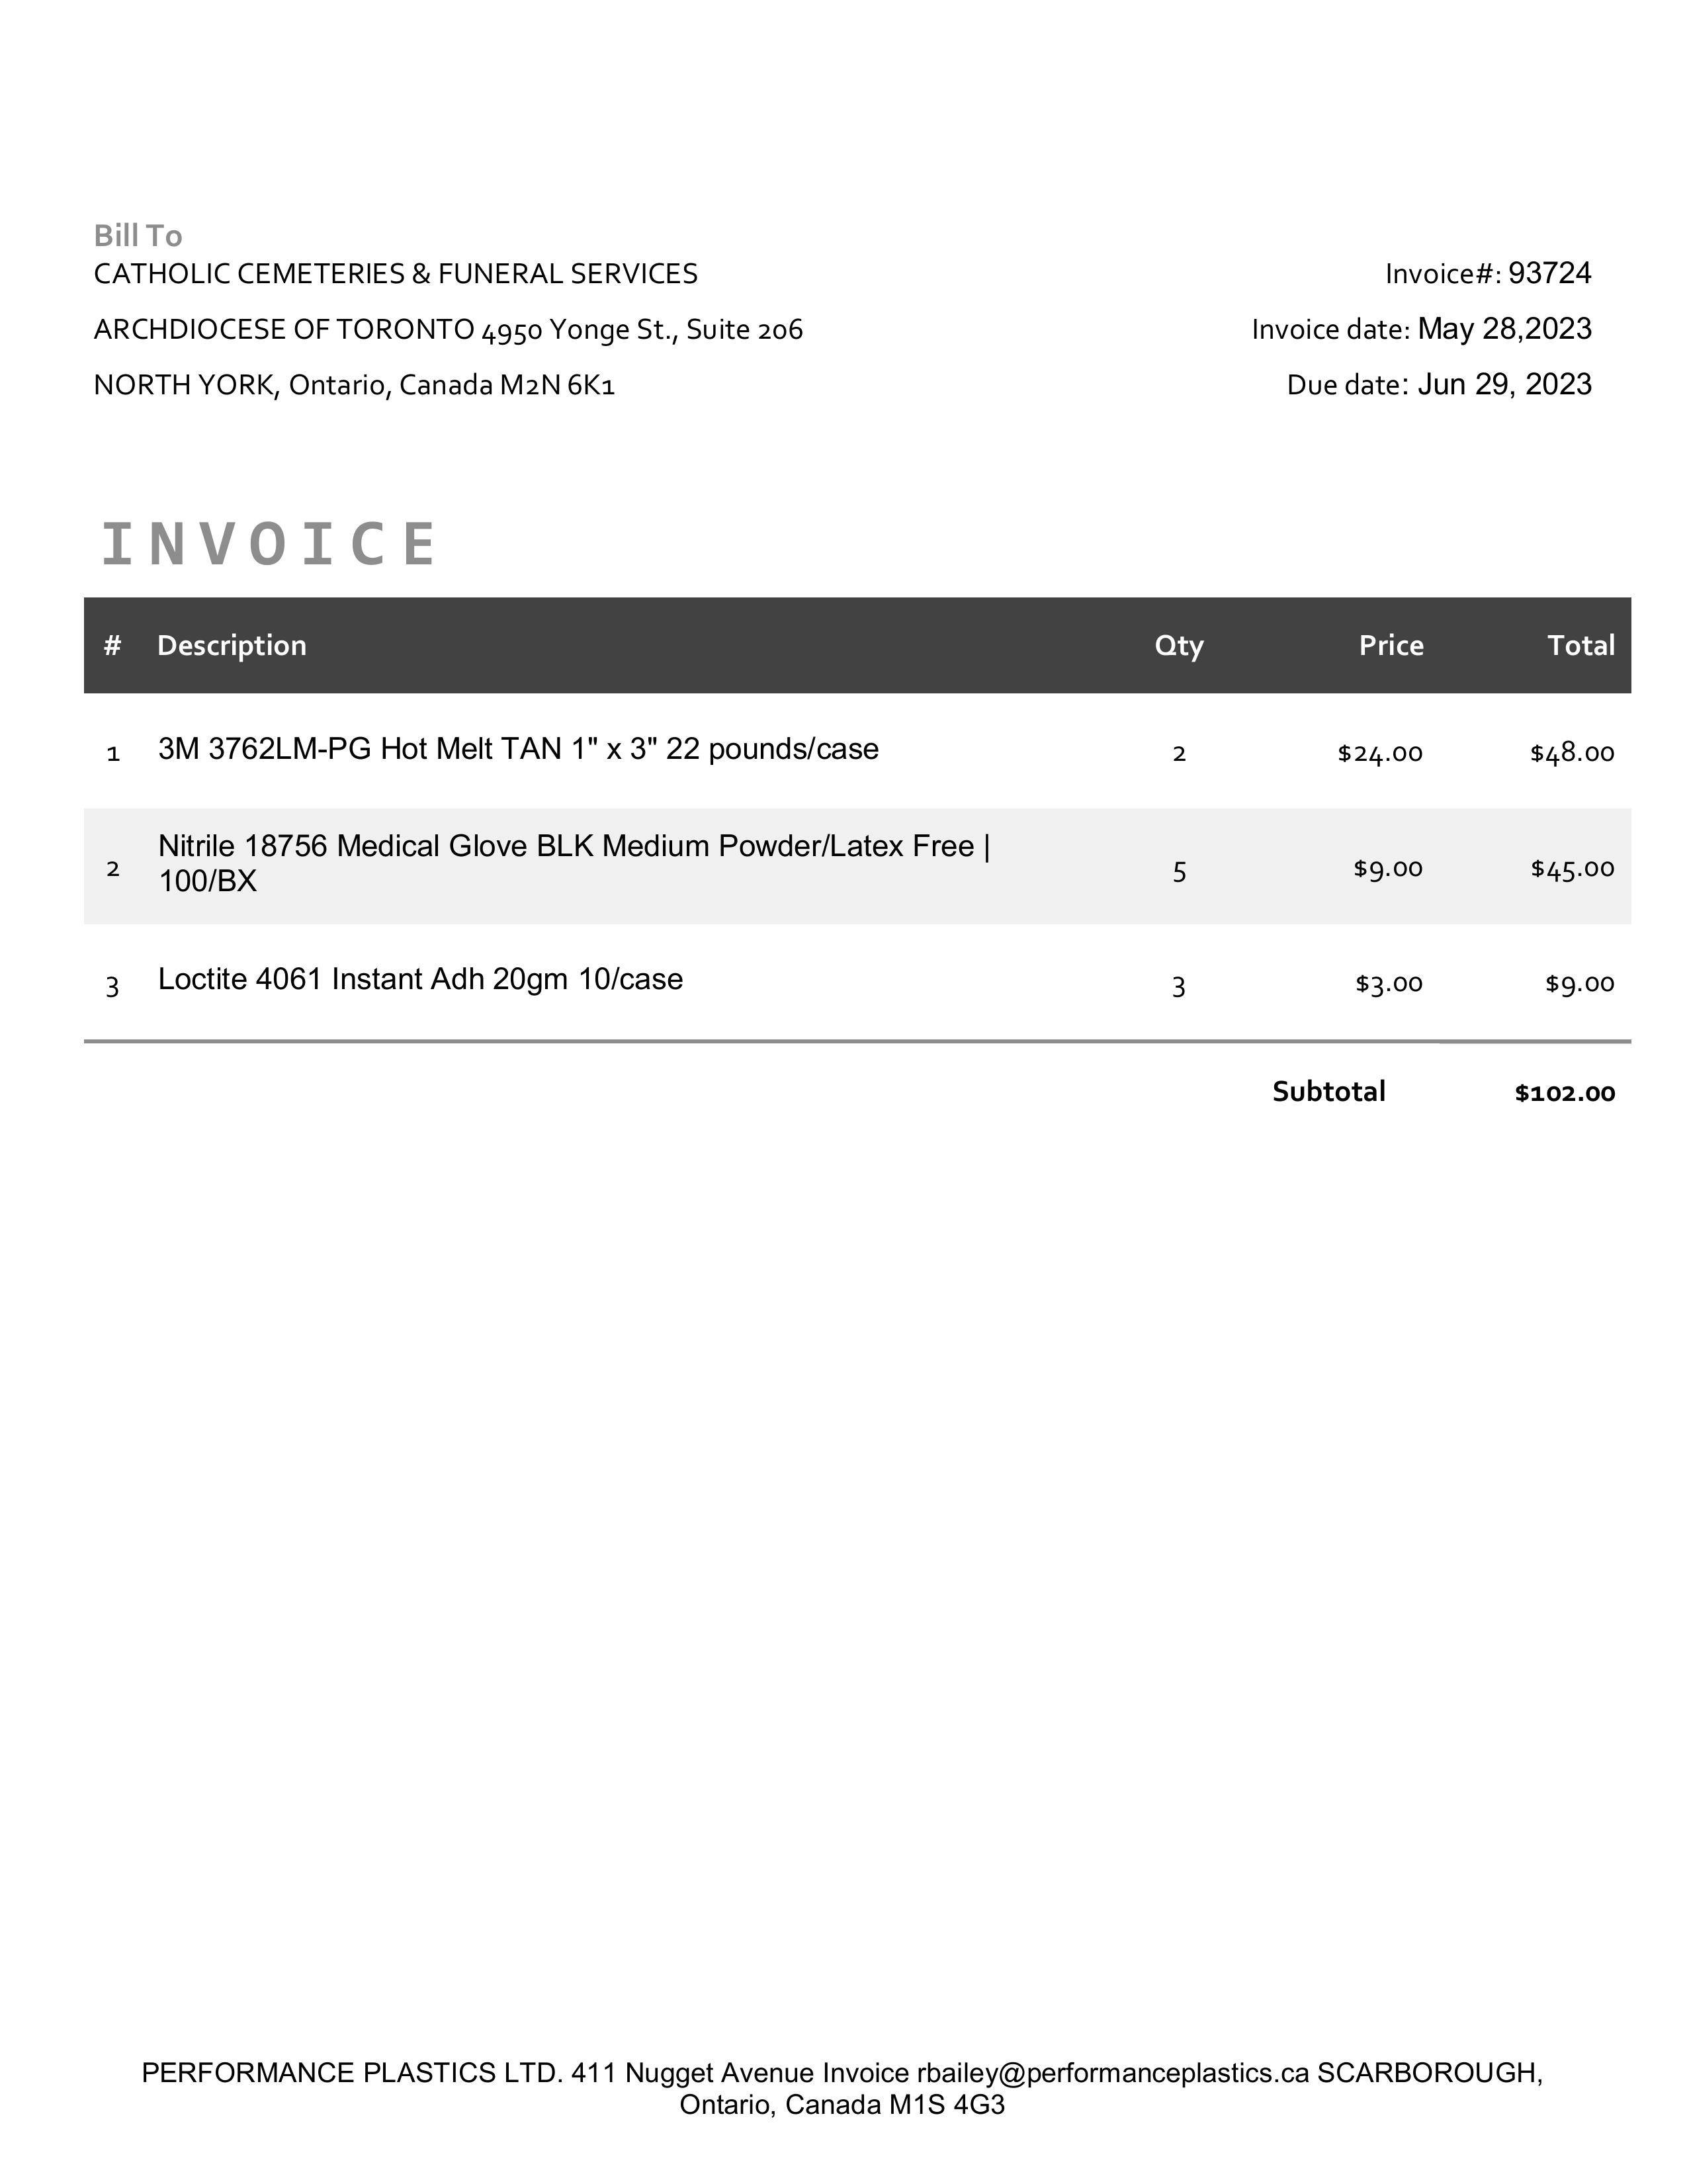 Bill To
CATHOLIC CEMETERIES & FUNERAL SERVICES
ARCHDIOCESE OF TORONTO 4950 Yonge St., Suite 206
NORTH YORK, Ontario, Canada M2N 6K1
Invoice#: 93724
Invoice date: May 28,2023
Due date: Jun 29, 2023
INVOICE
# Description Qty Price Total
1 3M 3762LM-PG Hot Melt TAN 1" x 3" 22 pounds/case 2 $24.00 $48.00
2 Nitrile 18756 Medical Glove BLK Medium Powder/Latex Free |
100/BX 5 $9.00 $45.00
3 Loctite 4061 Instant Adh 20gm 10/case 3 $3.00 $9.00
Subtotal $102.00
PERFORMANCE PLASTICS LTD. 411 Nugget Avenue Invoice rbailey@performanceplastics.ca SCARBOROUGH,
Ontario, Canada M1S 4G3